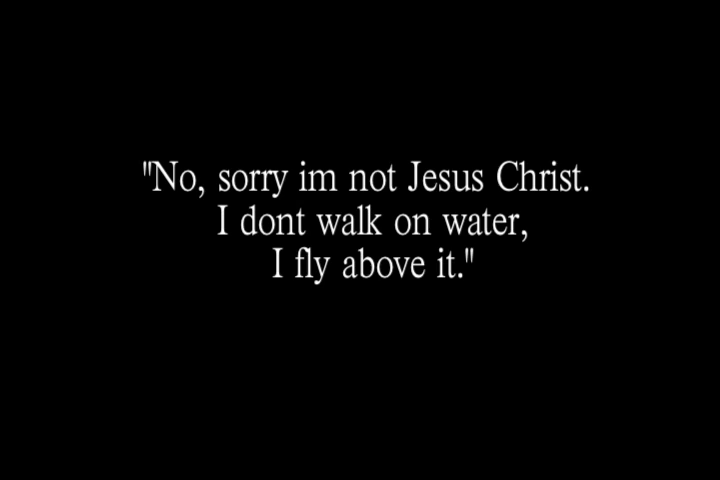 "No, sorry im not Jesus Christ.
I dont walk on water,
I fly above it."